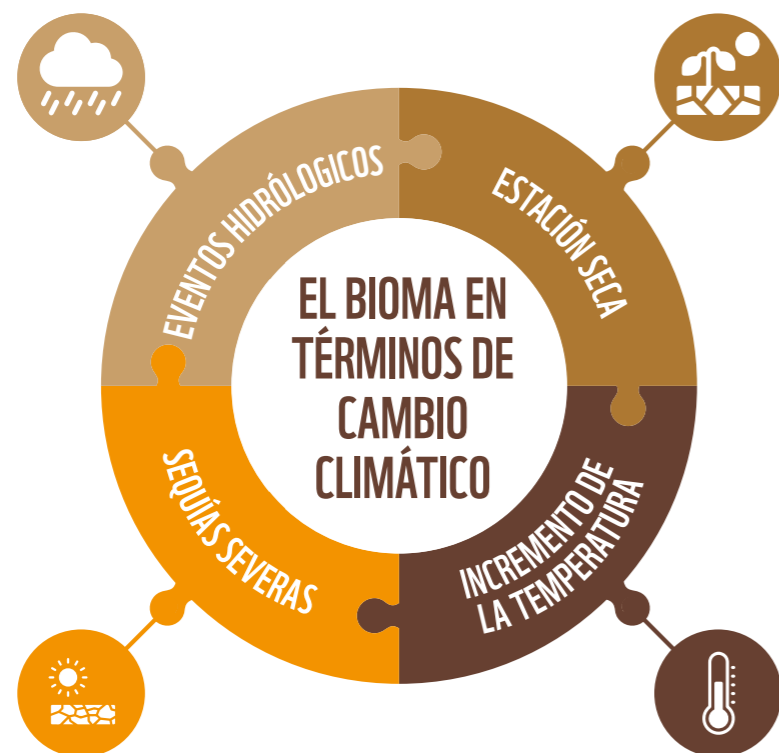 EVENTOS HIDRÓLOGICOS
ESTACIÓN SECA
EL BIOMA EN
TÉRMINOS DE
CAMBIO
CLIMÁTICO
SEQUÍAS SEVERAS
INCREMENTO DE
LA TEMPERATURA